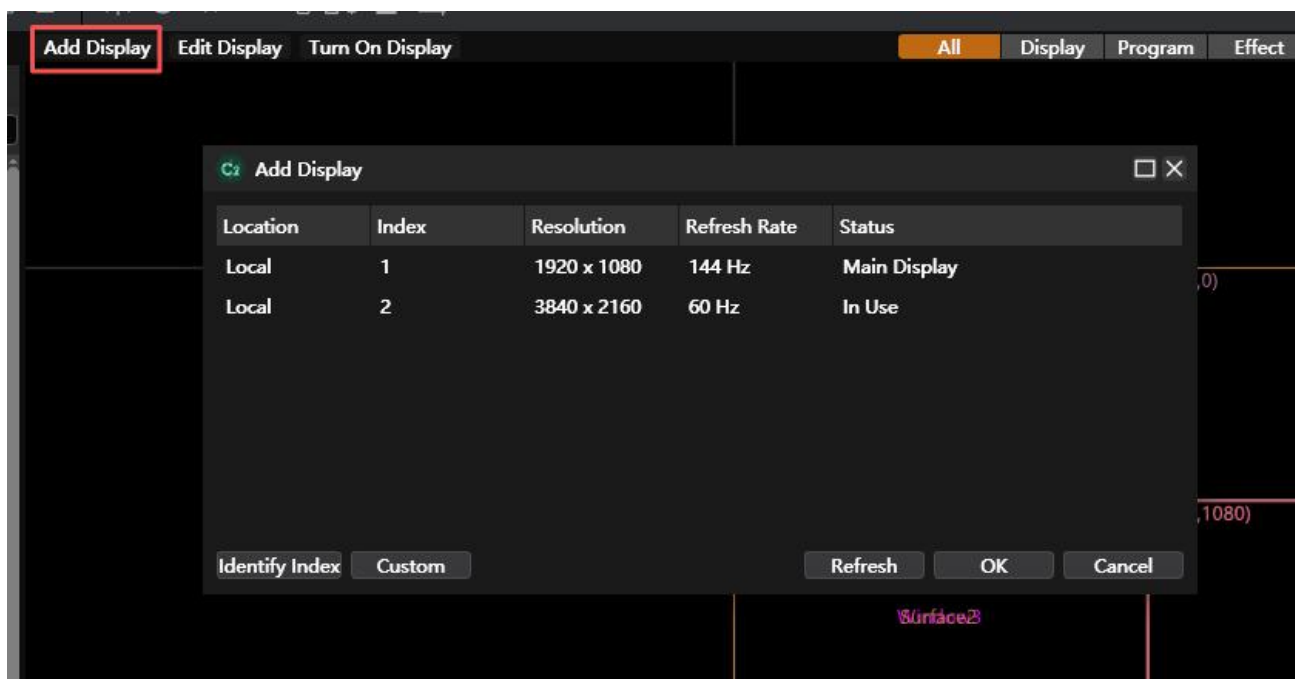 Add Display Edit Display Turn On Display All Display Program Effect
C2 Add Display
Location Index Resolution Refresh Rate Status
Local 1 1920 x 1080 144 Hz Main Display
,0)
Local 2 3840 x 2160 60 Hz In Use
,1080)
Identify Index Custom Refresh OK Cancel